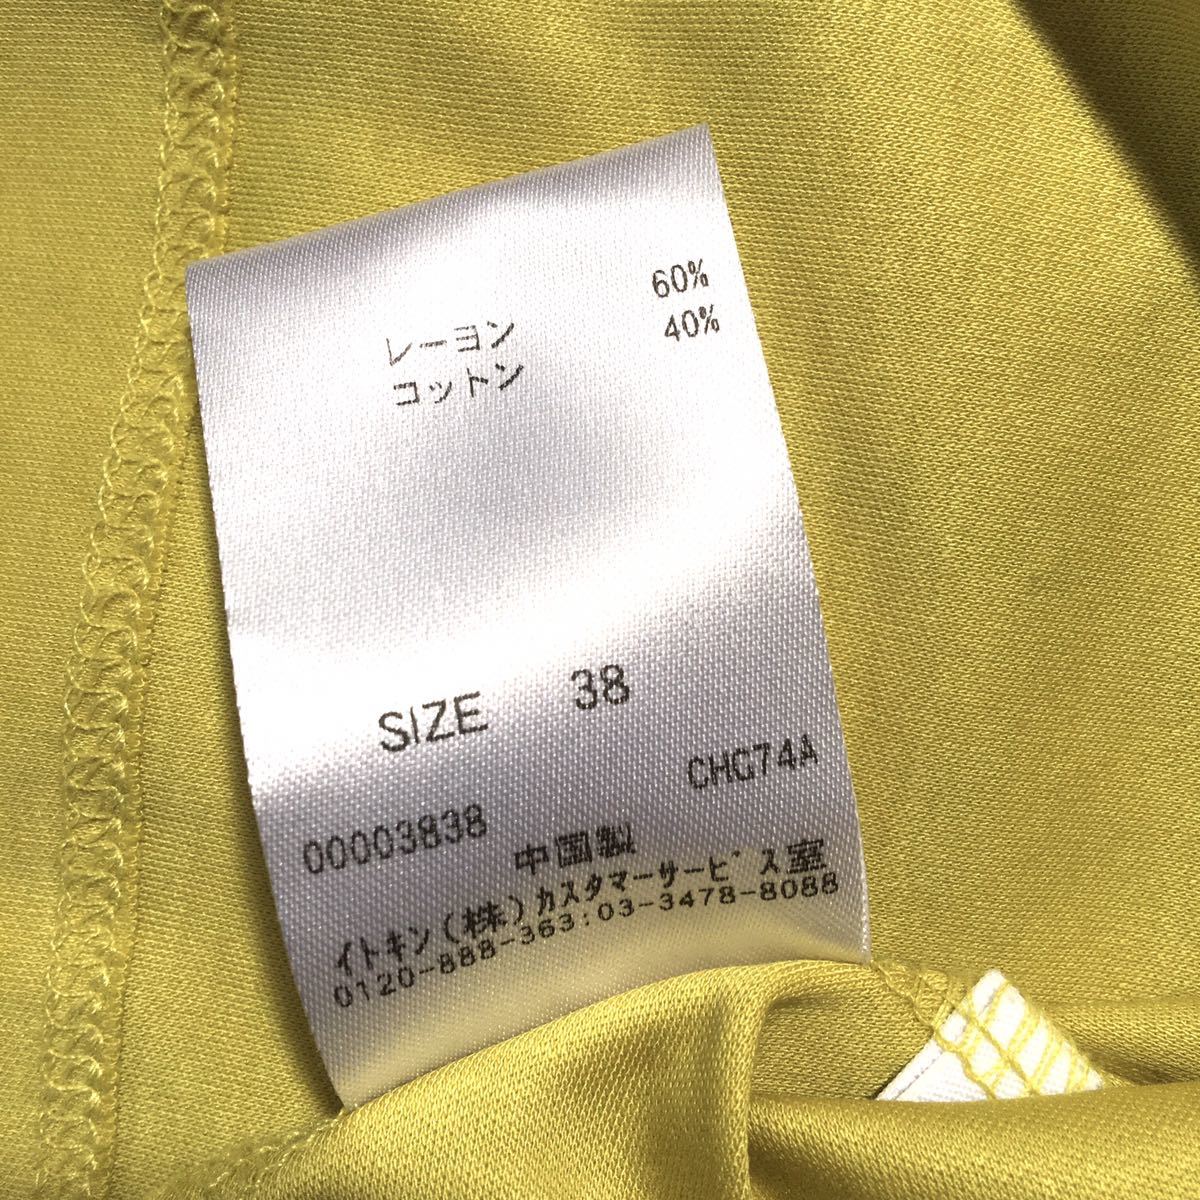 レーヨン 60%
コットン 40%
SIZE 38
CHG74A
00003838
中国製
イトキン(株)カスタマーサービス室
0120-888-363:03-3478-8088